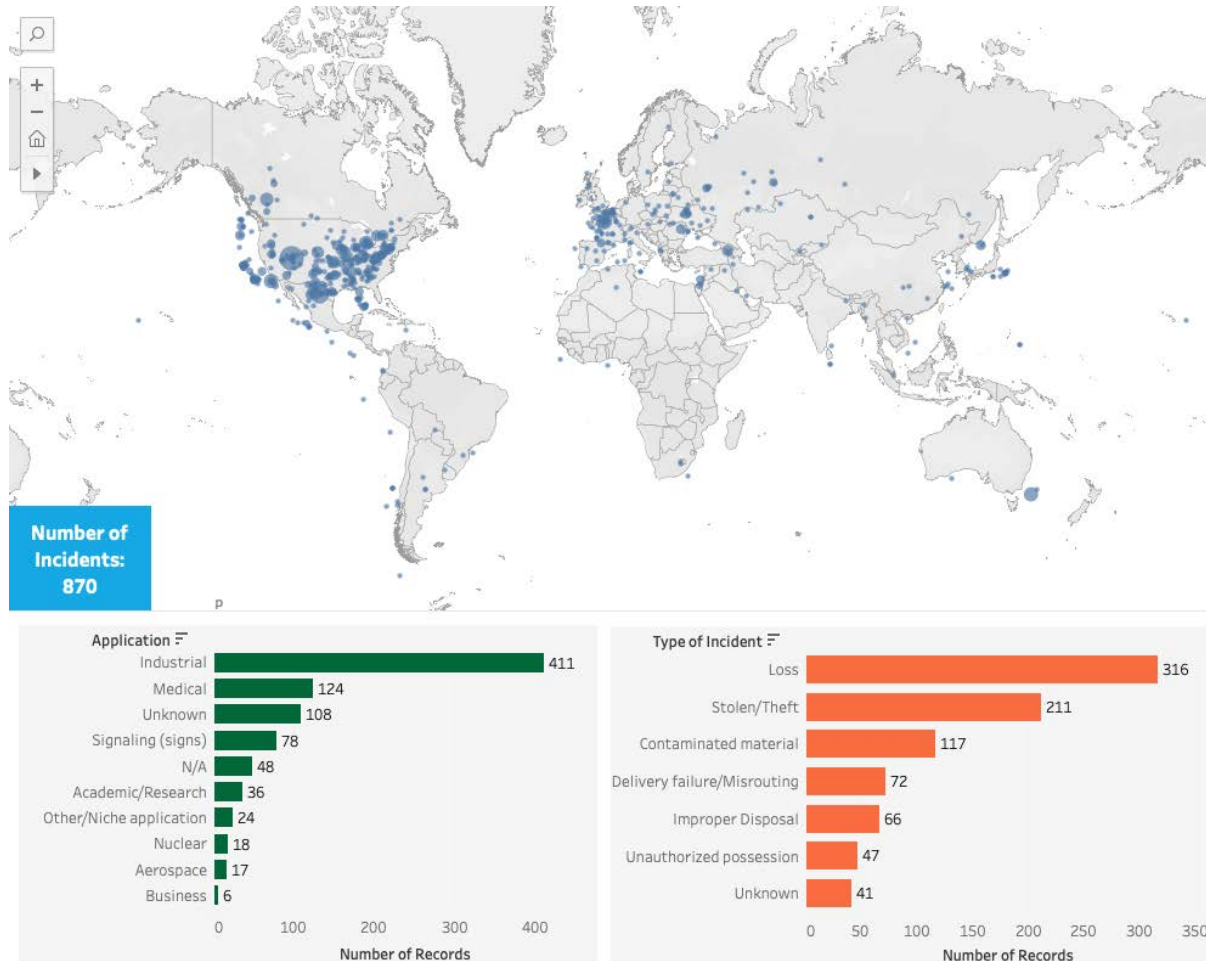 Number of
Incidents:
870
P
Application
Industrial 411
Medical 124
Unknown 108
Signaling (signs) 78
N/A 48
Academic/Research 36
Other/Niche application 24
Nuclear 18
Aerospace 17
Business 6
0 100 200 300 400
Number of Records
Type of Incident
Loss 316
Stolen/Theft 211
Contaminated material 117
Delivery failure/Misrouting 72
Improper Disposal 66
Unauthorized possession 47
Unknown 41
0 50 100 150 200 250 300 350
Number of Records